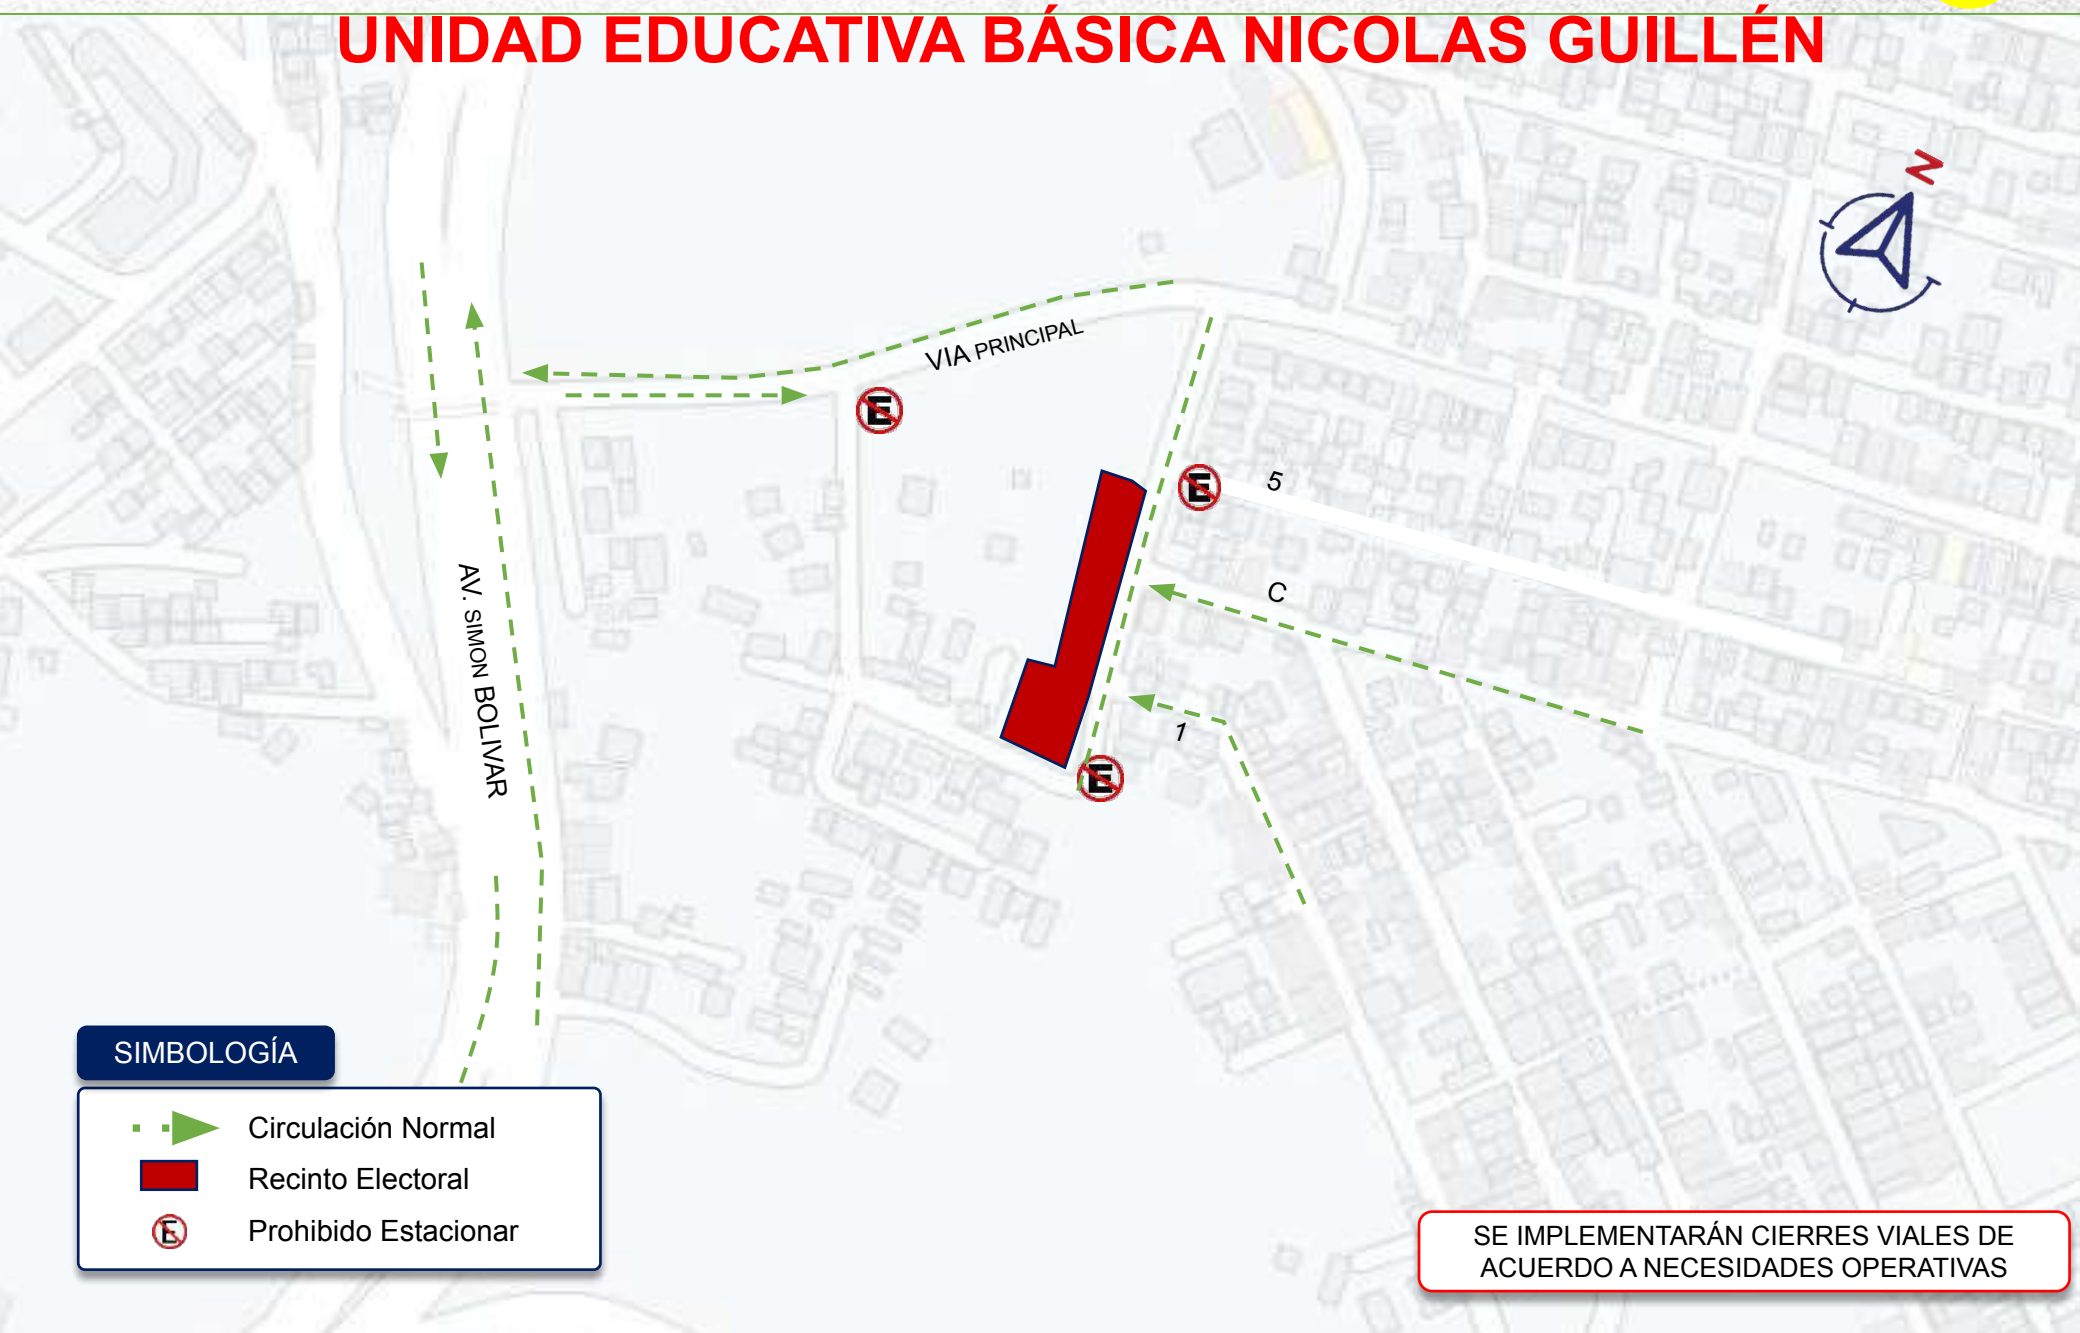 UNIDAD EDUCATIVA BÁSICA NICOLAS GUILLÉN
N
VIA PRINCIPAL
E
E
5
C
AV. SIMON BOLIVAR
1
E
SIMBOLOGÍA
Circulación Normal
Recinto Electoral
E
Prohibido Estacionar
SE IMPLEMENTARÁN CIERRES VIALES DE
ACUERDO A NECESIDADES OPERATIVAS